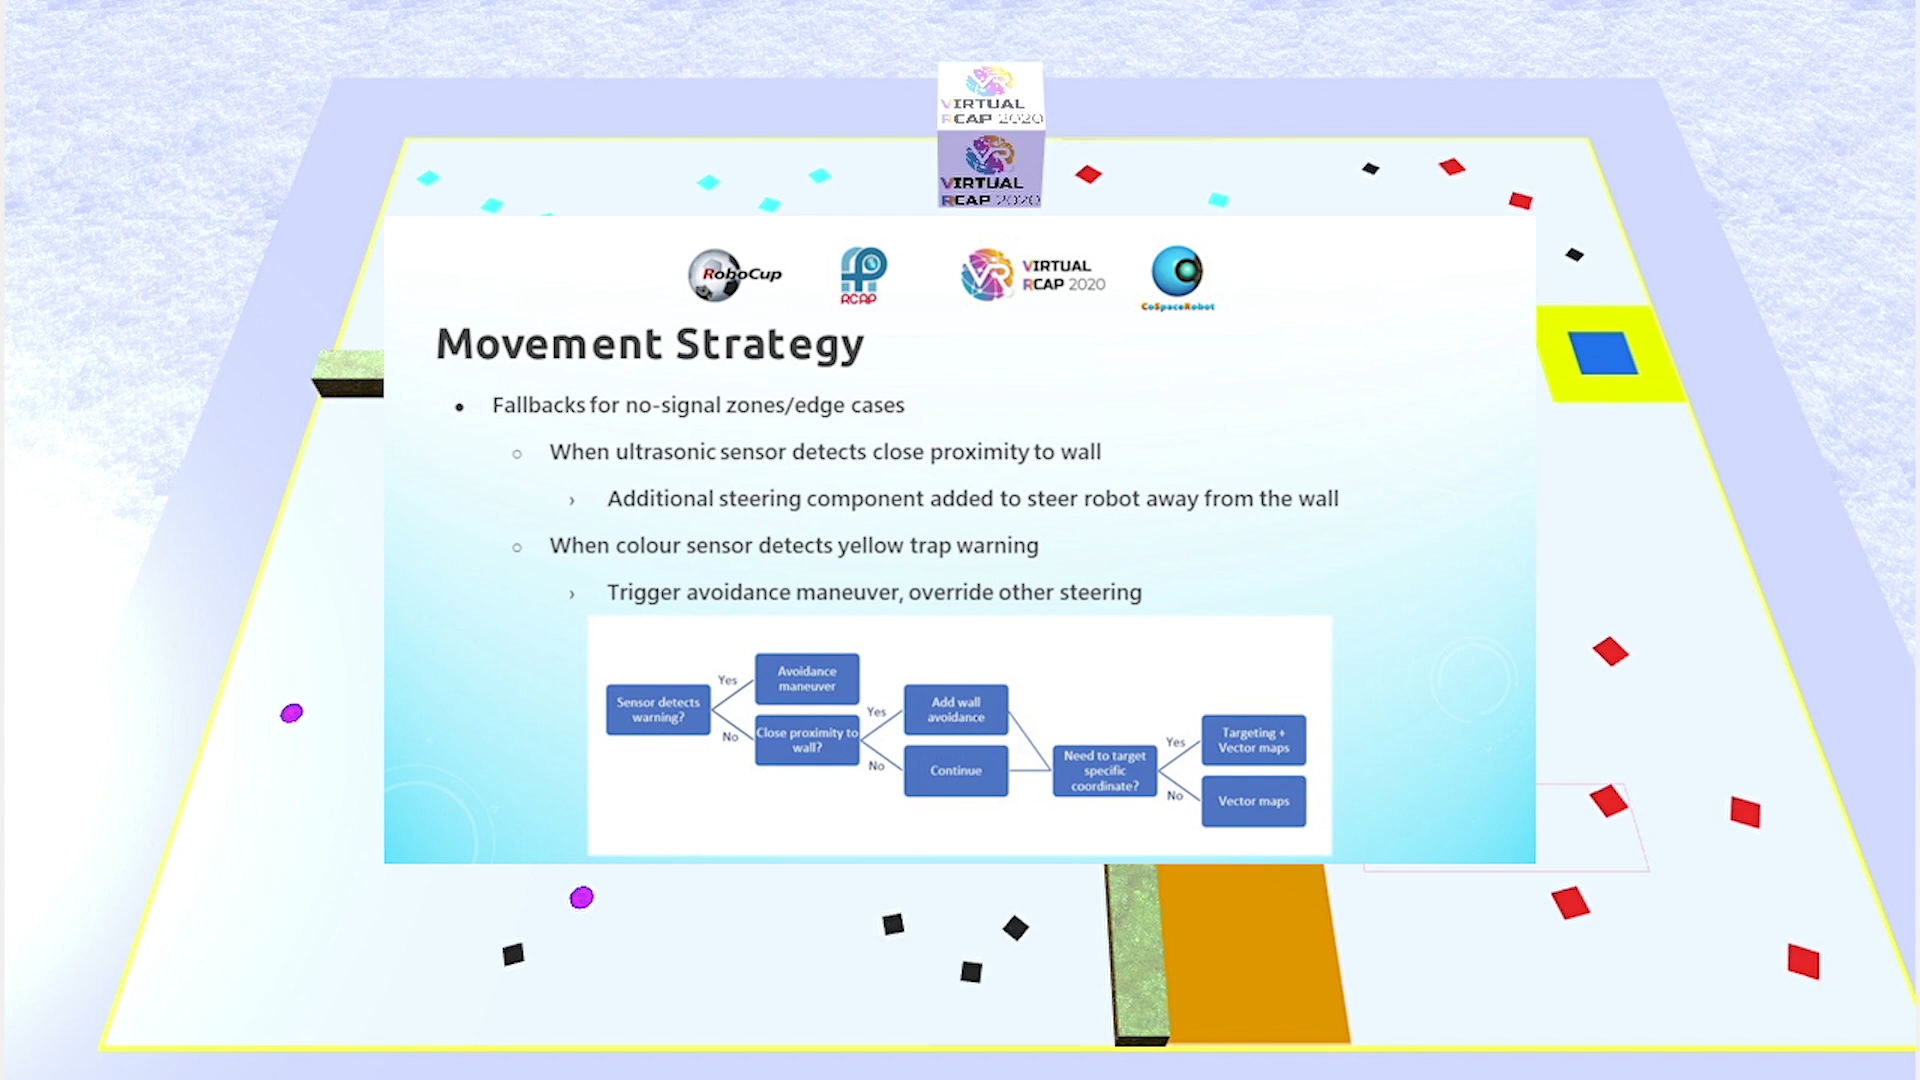 VIRTUAL
RCAP 2020
VIRTUAL
RCAP 2020
RoboCup
RCAP
VIRTUAL
RCAP 2020
CoSpaceRobot
Movement Strategy
Fallbacks for no-signal zones/edge cases
When ultrasonic sensor detects close proximity to wall
Additional steering component added to steer robot away from the wall
When colour sensor detects yellow trap warning
Trigger avoidance maneuver, override other steering
Sensor detects
warning?
Yes
No
Avoidance
maneuver
Close proximity to
wall?
Yes
No
Add wall
avoidance
Continue
Need to target
specific
coordinate?
Yes
No
Targeting +
Vector maps
Vector maps